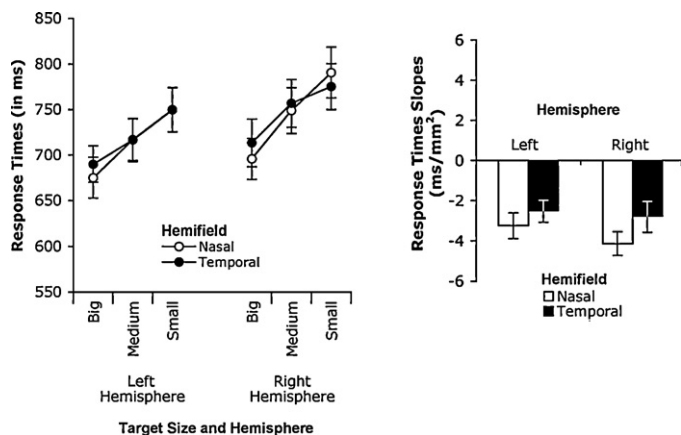 Response Times (in ms)
850
800
750
700
650
600
550
Hemifield
Nasal
Temporal
Big
Medium
Small
Big
Medium
Small
Left
Hemisphere
Right
Hemisphere
Target Size and Hemisphere
Response Times Slopes
(ms/mm²)
6
4
2
0
-2
-4
-6
Hemisphere
Left
Right
Hemifield
Nasal
Temporal